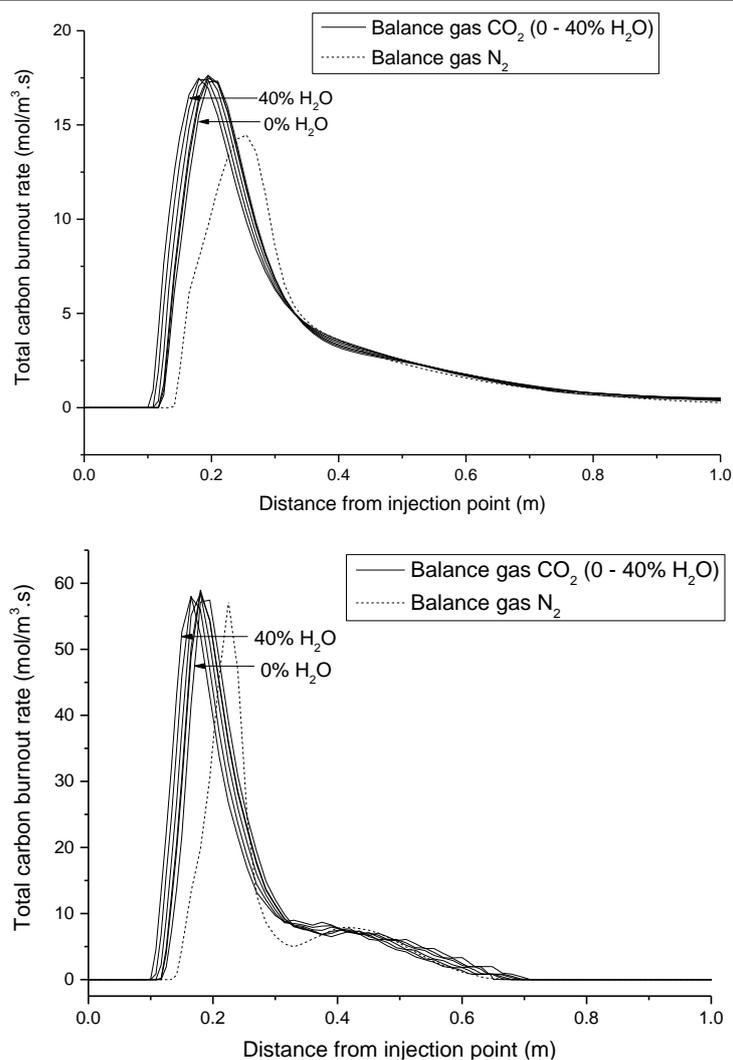 Balance gas CO₂ (0 - 40% H₂O)
Balance gas N₂
40% H₂O
0% H₂O
Total carbon burnout rate (mol/m³.s)
20
15
10
5
0
0.0 0.2 0.4 0.6 0.8 1.0
Distance from injection point (m)
Balance gas CO₂ (0 - 40% H₂O)
Balance gas N₂
40% H₂O
0% H₂O
Total carbon burnout rate (mol/m³.s)
60
50
40
30
20
10
0
0.0 0.2 0.4 0.6 0.8 1.0
Distance from injection point (m)